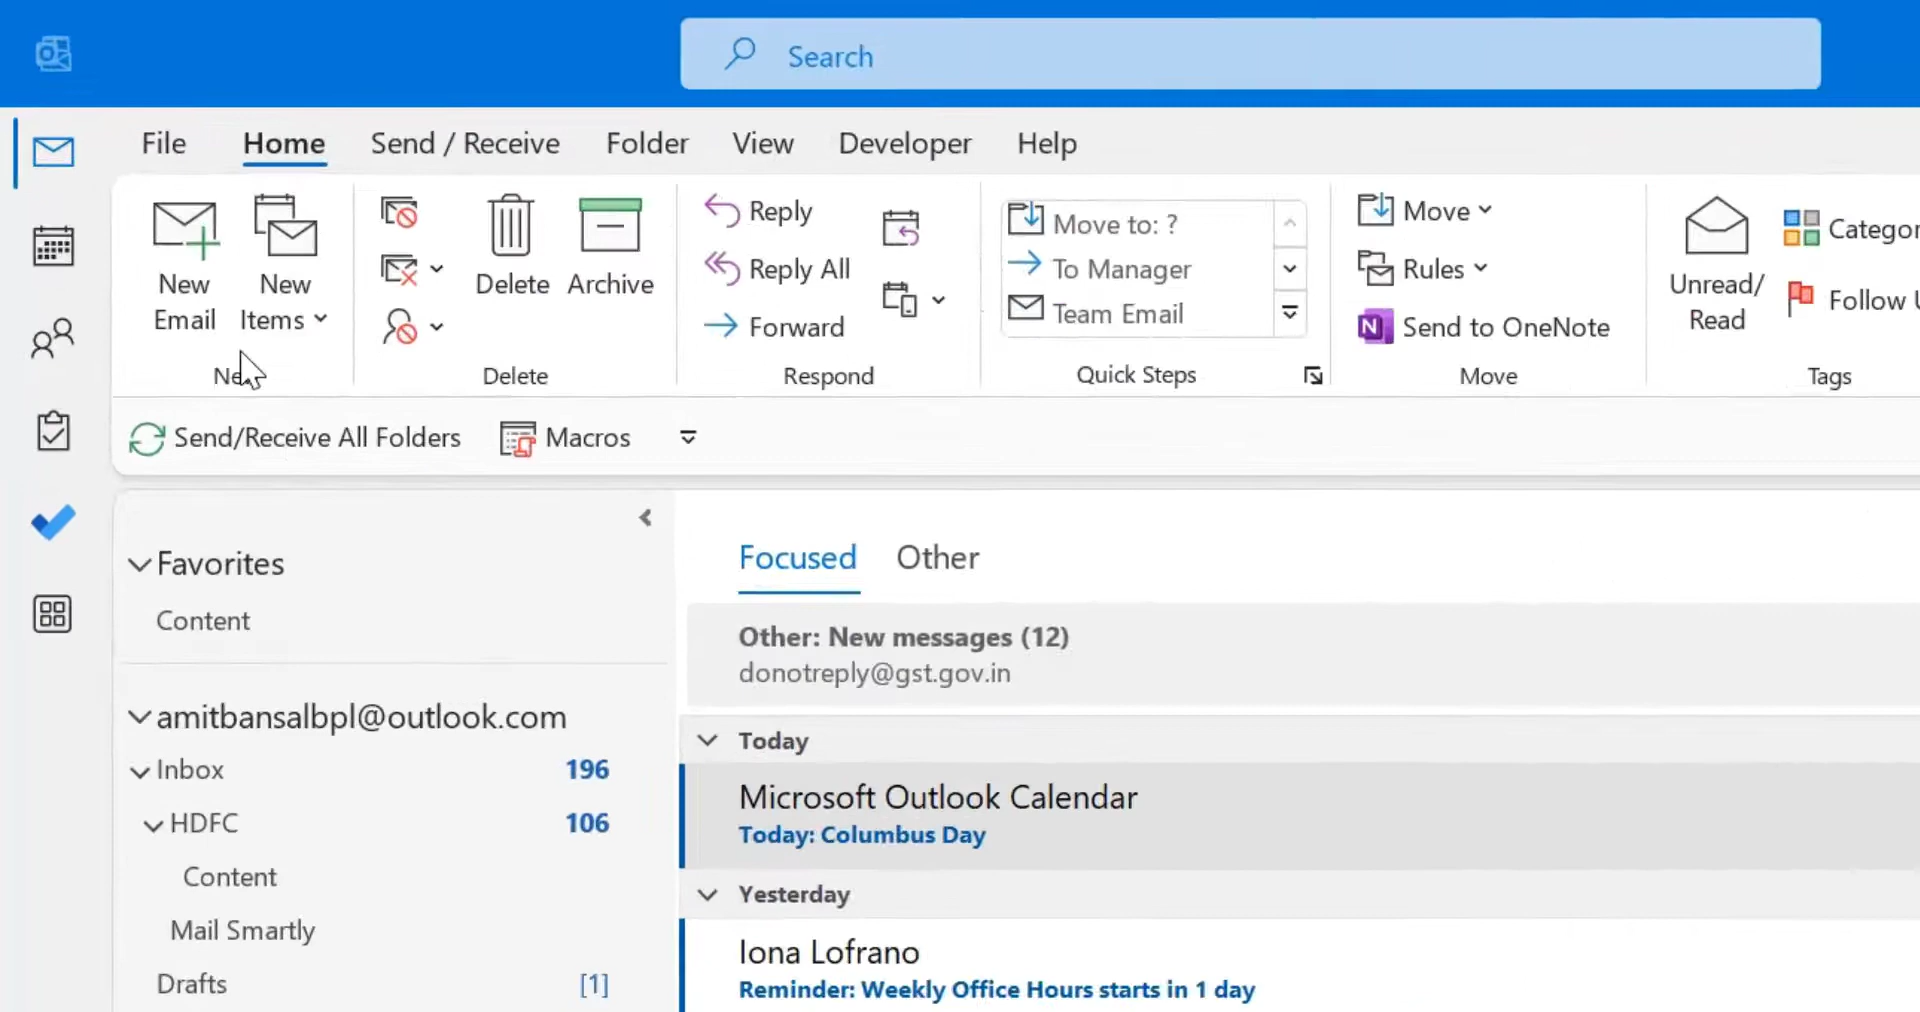 Search
File Home Send / Receive Folder View Developer Help
New Email
New Items
Delete
Archive
Reply
Reply All
Forward
Move to: ?
To Manager
Team Email
Move
Rules
N Send to OneNote
Unread/ Read
Categor
Follow U
Delete
Respond
Quick Steps
Move
Tags
Send/Receive All Folders Macros
Favorites
Content
amitbansalbpl@outlook.com
Inbox 196
HDFC 106
Content
Mail Smartly
Drafts [1]
Focused Other
Other: New messages (12)
donotreply@gst.gov.in
Today
Microsoft Outlook Calendar
Today: Columbus Day
Yesterday
Iona Lofrano
Reminder: Weekly Office Hours starts in 1 day